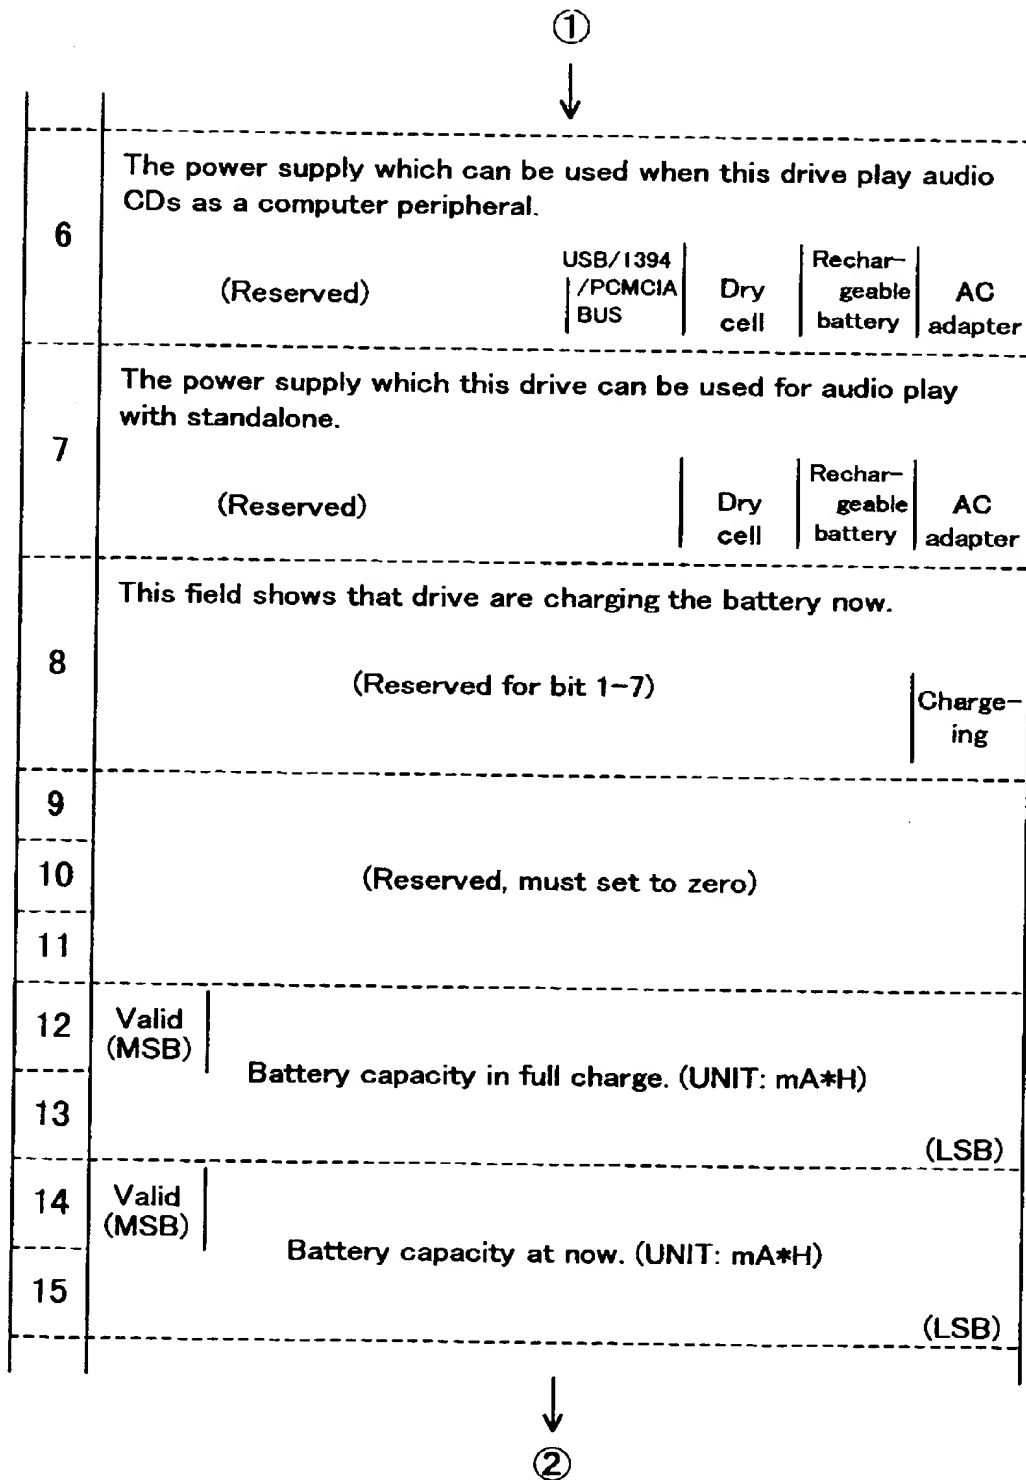 ①
The power supply which can be used when this drive play audio
CDs as a computer peripheral.
6
(Reserved)
USB/1394
/PCMCIA
BUS
Dry
cell
Rechar-
geable
battery
AC
adapter
The power supply which this drive can be used for audio play
with standalone.
7
(Reserved)
Dry
cell
Rechar-
geable
battery
AC
adapter
This field shows that drive are charging the battery now.
8
(Reserved for bit 1-7)
Charge-
ing
9
10
(Reserved, must set to zero)
11
12
Valid
(MSB)
Battery capacity in full charge. (UNIT: mA*H)
13
(LSB)
14
Valid
(MSB)
Battery capacity at now. (UNIT: mA*H)
15
(LSB)
②